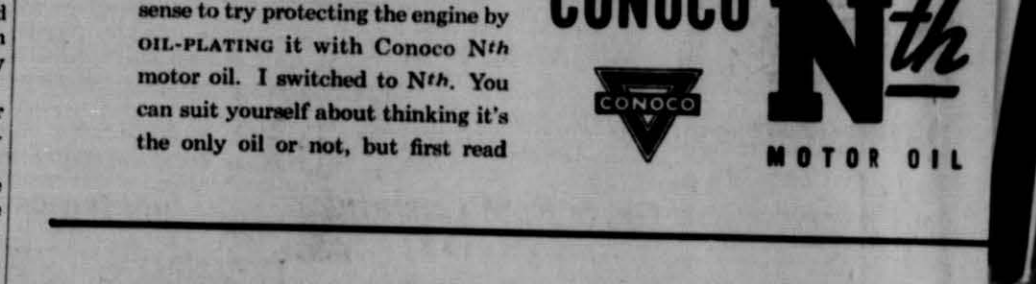 sense to try protecting the engine by
OIL-PLATING it with Conoco Nth
motor oil. I switched to Nth. You
can suit yourself about thinking it's
the only oil or not, but first read
CONOCO
Nth
CONOCO
MOTOR OIL